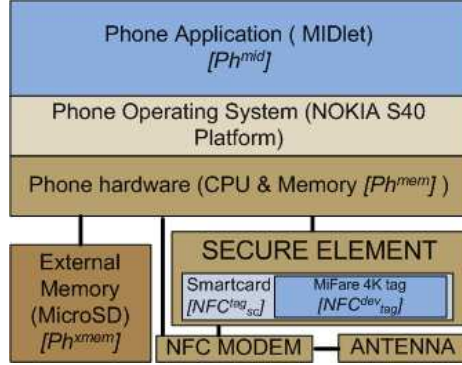 Phone Application ( MIDlet)
[Ph^mid]
Phone Operating System (NOKIA S40
Platform)
Phone hardware (CPU & Memory [Ph^mem] )
External
Memory
(MicroSD)
[Ph^xmem]
SECURE ELEMENT
Smartcard
[NFC^tag_sc]
MiFare 4K tag
[NFC^dev_tag]
NFC MODEM
ANTENNA